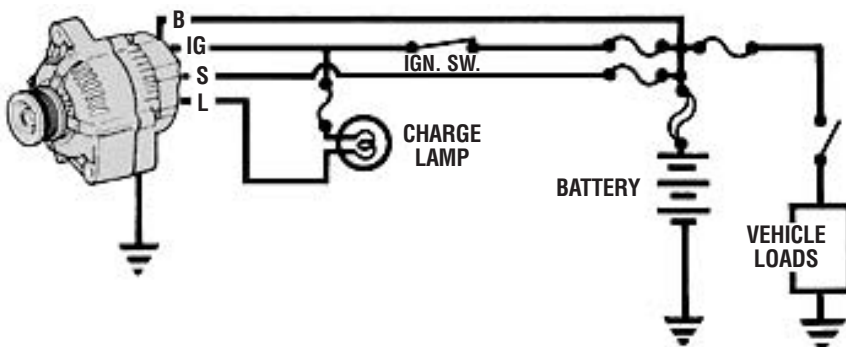 B
IG
IGN. SW.
S
L
CHARGE
LAMP
BATTERY
VEHICLE
LOADS